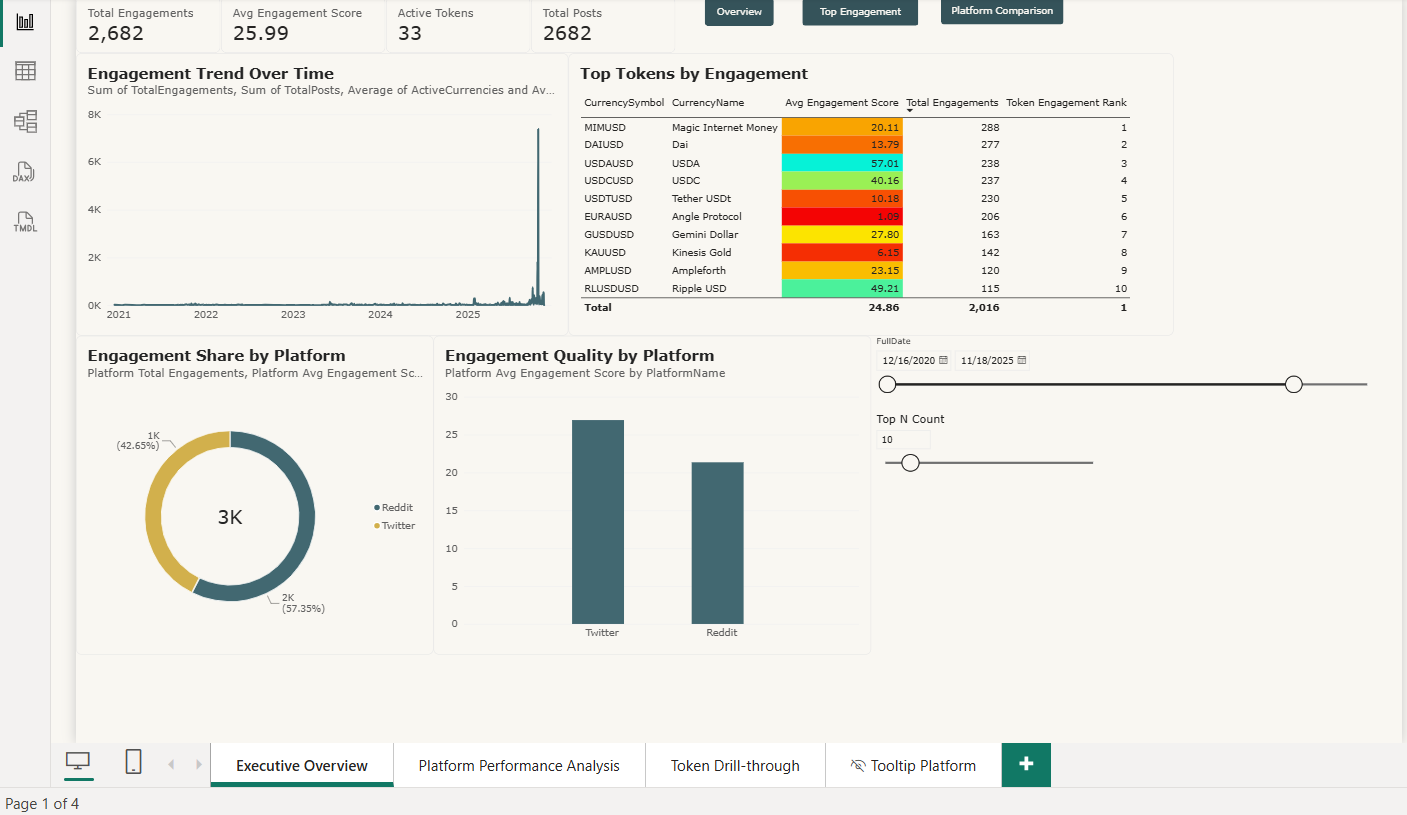 Total Engagements
2,682
Avg Engagement Score
25.99
Active Tokens
33
Total Posts
2682
Overview
Top Engagement
Platform Comparison
DAX
TMDL
Engagement Trend Over Time
Sum of TotalEngagements, Sum of TotalPosts, Average of ActiveCurrencies and Av...
8K
6K
4K
2K
0K
2021 2022 2023 2024 2025
Top Tokens by Engagement
CurrencySymbol CurrencyName Avg Engagement Score Total Engagements Token Engagement Rank
MIMUSD Magic Internet Money 20.11 288 1
DAIUSD Dai 13.79 277 2
USDAUSD USDA 57.01 238 3
USDCUSD USDC 40.16 237 4
USDTUSD Tether USDt 10.18 230 5
EURAUSD Angle Protocol 1.09 206 6
GUSDUSD Gemini Dollar 27.80 163 7
KAUUSD Kinesis Gold 6.15 142 8
AMPLUSD Ampleforth 23.15 120 9
RLUSDUSD Ripple USD 49.21 115 10
Total 24.86 2,016 1
Engagement Share by Platform
Platform Total Engagements, Platform Avg Engagement Sc...
1K
(42.65%)
3K
2K
(57.35%)
Reddit
Twitter
Engagement Quality by Platform
Platform Avg Engagement Score by PlatformName
30
25
20
15
10
5
0
Twitter Reddit
FullDate
12/16/2020 11/18/2025
Top N Count
10
Executive Overview
Platform Performance Analysis
Token Drill-through
Tooltip Platform
Page 1 of 4